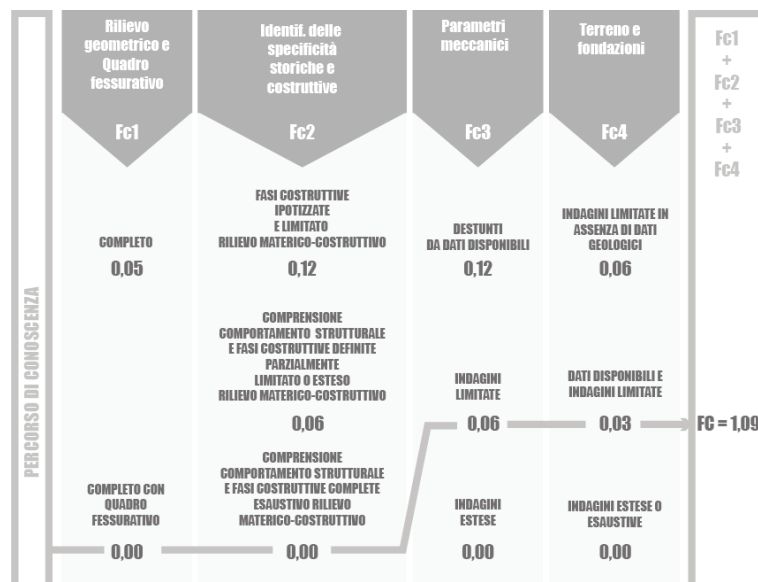 PERCORSO DI CONOSCENZA
Rilievo
geometrico e
Quadro
fessurativo
Fc1
COMPLETO
0,05
COMPLETO CON
QUADRO
FESSURATIVO
0,00
Identif. delle
specificità
storiche e
costruttive
Fc2
FASI COSTRUTTIVE
IPOTIZZATE
E LIMITATO
RILIEVO MATERICO-COSTRUTTIVO
0,12
COMPRENSIONE
COMPORTAMENTO STRUTTURALE
E FASI COSTRUTTIVE DEFINITE
PARZIALMENTE
LIMITATO O ESTESO
RILIEVO MATERICO-COSTRUTTIVO
0,06
COMPRENSIONE
COMPORTAMENTO STRUTTURALE
E FASI COSTRUTTIVE COMPLETE
ESAUSTIVO RILIEVO
MATERICO-COSTRUTTIVO
0,00
Parametri
meccanici
Fc3
DESTUNTI
DA DATI DISPONIBILI
0,12
INDAGINI
LIMITATE
0,06
INDAGINI
ESTESE
0,00
Terreno e
fondazioni
Fc4
INDAGINI LIMITATE IN
ASSENZA DI DATI
GEOLOGICI
0,06
DATI DISPONIBILI E
INDAGINI LIMITATE
0,03
INDAGINI ESTESE O
ESAUSTIVE
0,00
Fc1
+
Fc2
+
Fc3
+
Fc4
FC = 1,09